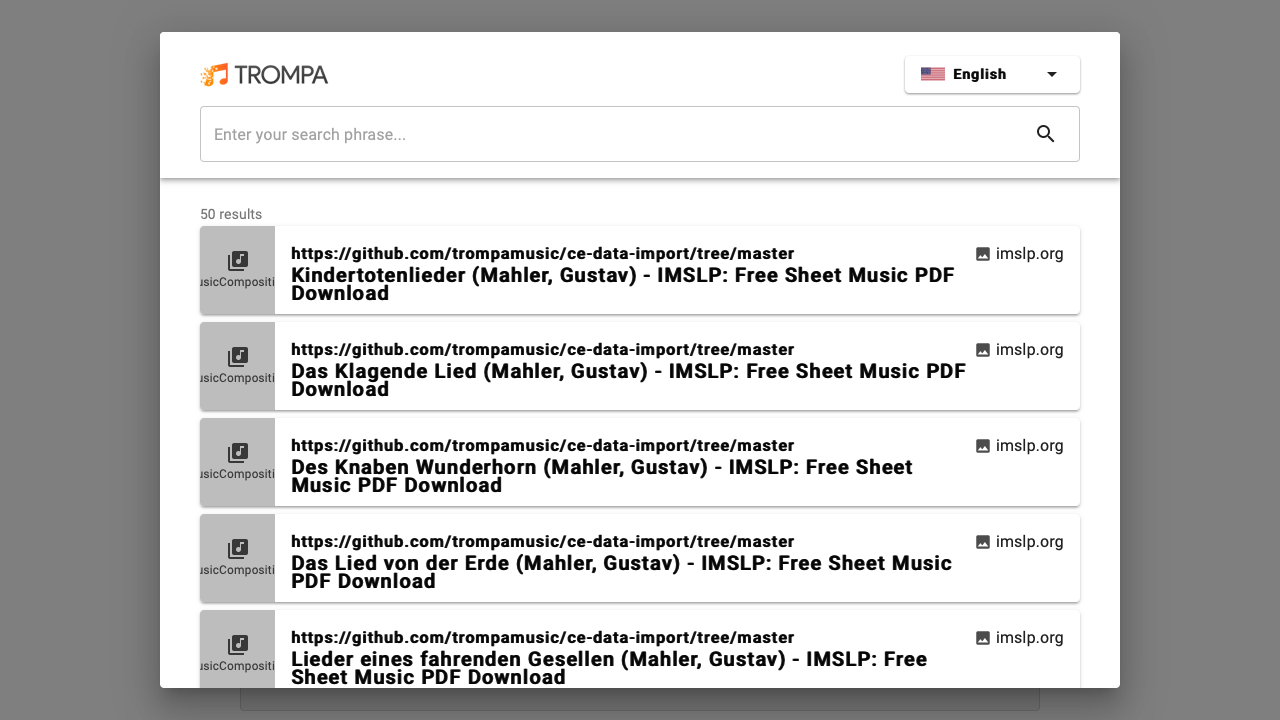 TROMPA
English
Enter your search phrase...
50 results
usicCompositi
https://github.com/trompamusic/ce-data-import/tree/master
imslp.org
Kindertotenlieder (Mahler, Gustav) - IMSLP: Free Sheet Music PDF
Download
usicCompositi
https://github.com/trompamusic/ce-data-import/tree/master
imslp.org
Das Klagende Lied (Mahler, Gustav) - IMSLP: Free Sheet Music PDF
Download
usicCompositi
https://github.com/trompamusic/ce-data-import/tree/master
imslp.org
Des Knaben Wunderhorn (Mahler, Gustav) - IMSLP: Free Sheet
Music PDF Download
usicCompositi
https://github.com/trompamusic/ce-data-import/tree/master
imslp.org
Das Lied von der Erde (Mahler, Gustav) - IMSLP: Free Sheet Music
PDF Download
usicCompositi
https://github.com/trompamusic/ce-data-import/tree/master
imslp.org
Lieder eines fahrenden Gesellen (Mahler, Gustav) - IMSLP: Free
Sheet Music PDF Download